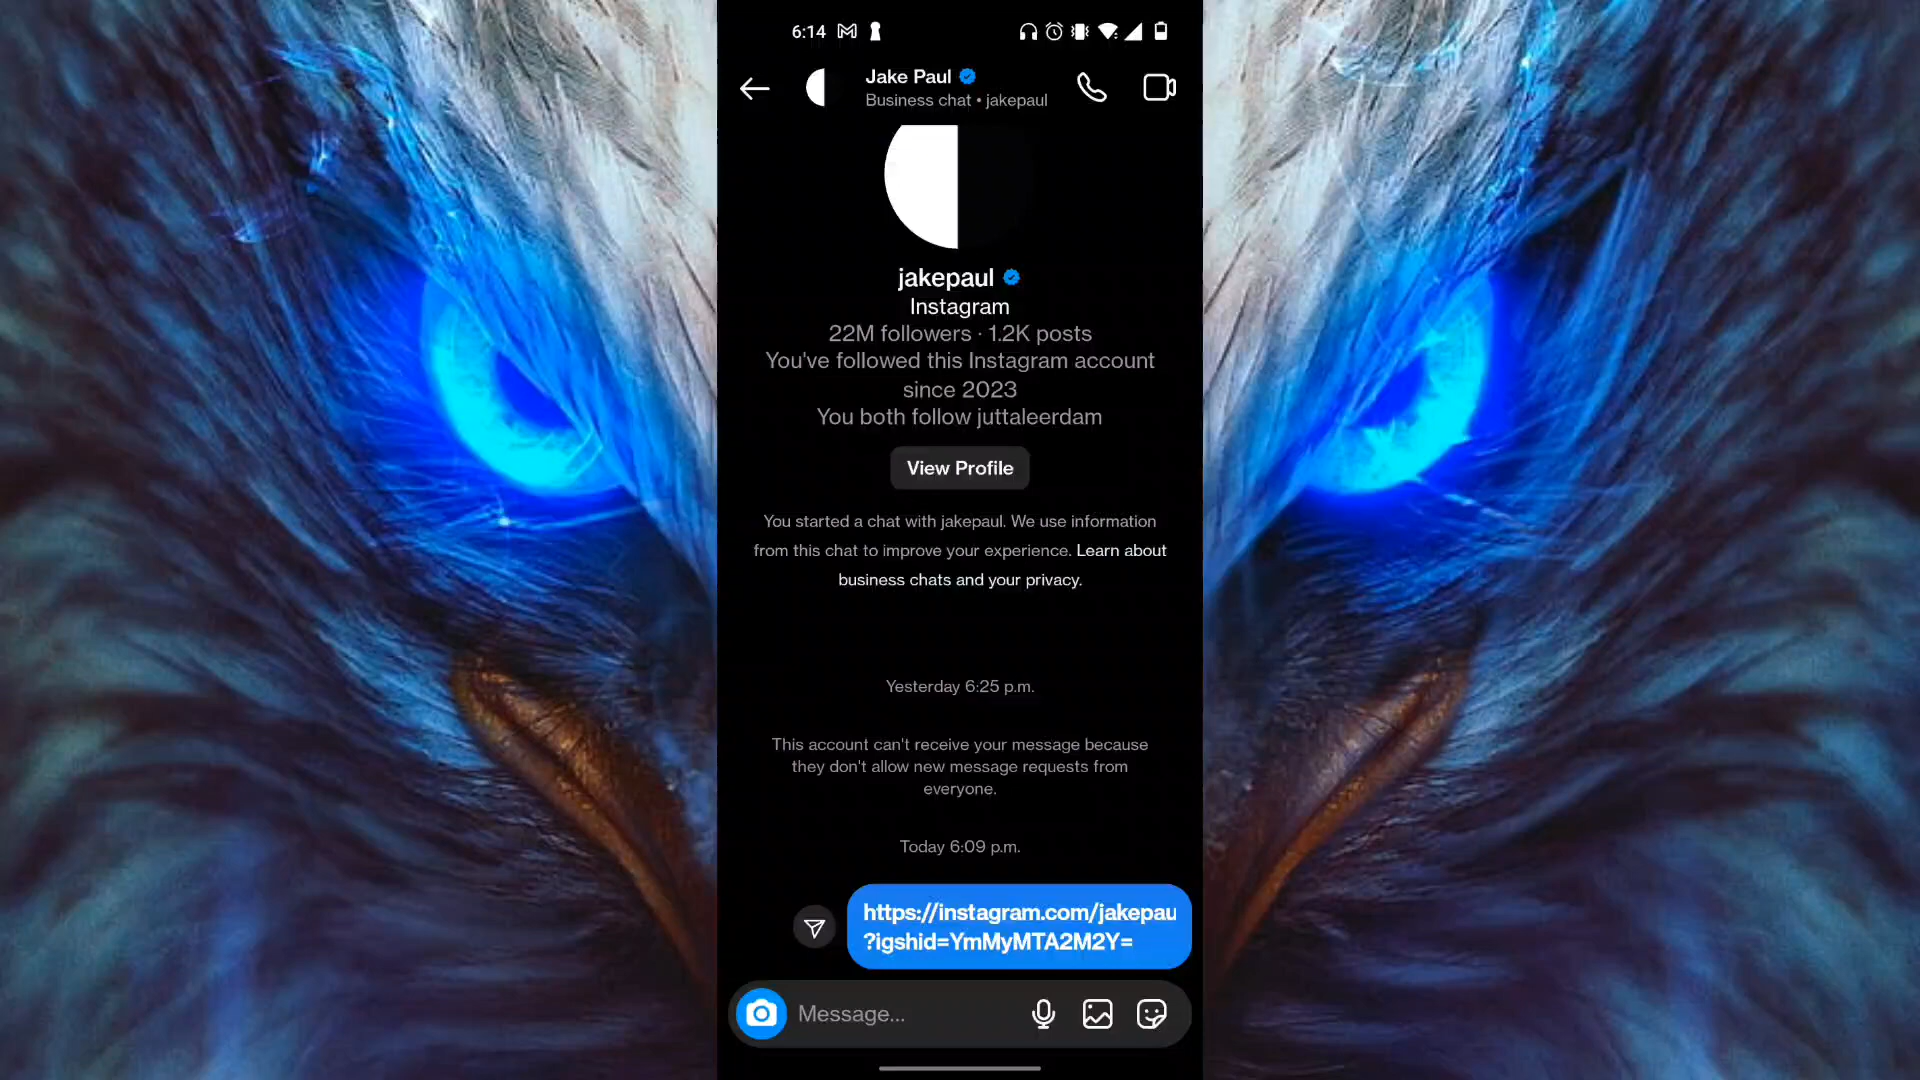 6:14
Jake Paul
Business chat • jakepaul
jakepaul
Instagram
22M followers · 1.2K posts
You've followed this Instagram account
since 2023
You both follow juttaleerdam
View Profile
You started a chat with jakepaul. We use information
from this chat to improve your experience. Learn about
business chats and your privacy.
Yesterday 6:25 p.m.
This account can't receive your message because
they don't allow new message requests from
everyone.
Today 6:09 p.m.
https://instagram.com/jakepau
?igshid=YmMyMTA2M2Y=
Message...